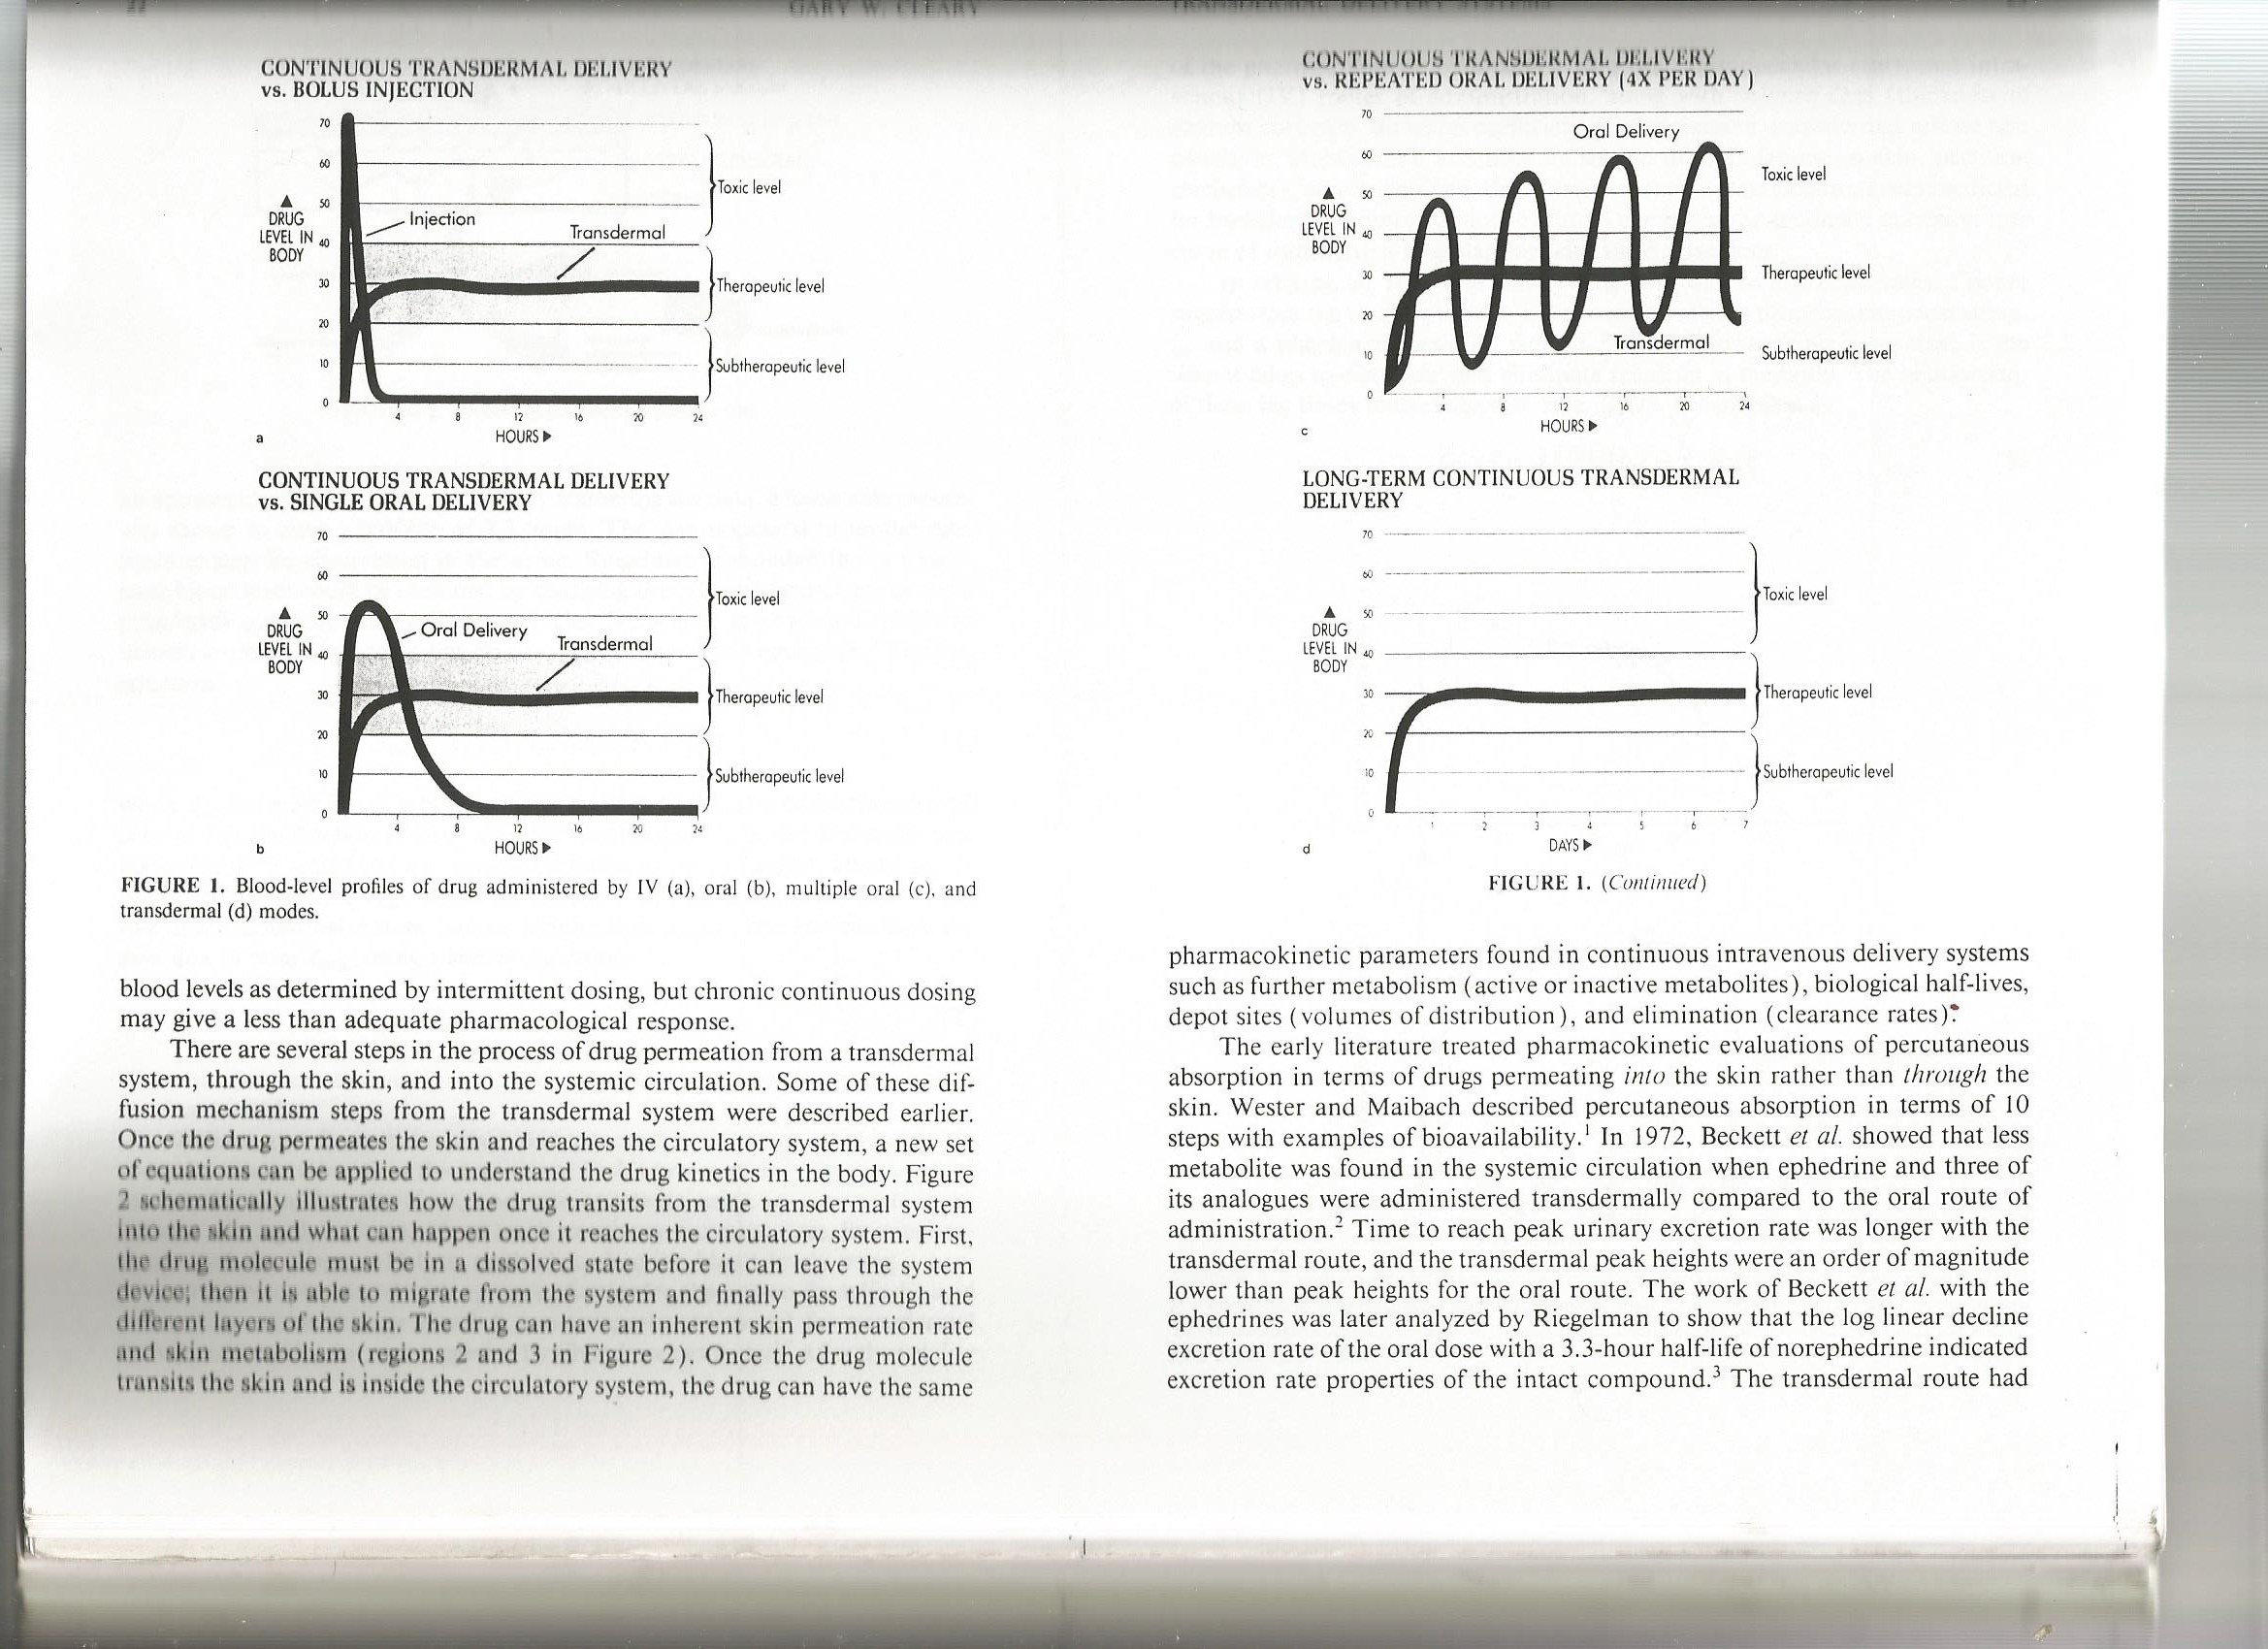 22
GARY W. CLEARY
CONTINUOUS TRANSDERMAL DELIVERY
vs. BOLUS INJECTION
70
60
50
40
30
20
10
0
▲
DRUG
LEVEL IN
BODY
Injection
Transdermal
Toxic level
Therapeutic level
Subtherapeutic level
4 8 12 16 20 24
HOURS ▶
a
CONTINUOUS TRANSDERMAL DELIVERY
vs. SINGLE ORAL DELIVERY
70
60
50
40
30
20
10
0
▲
DRUG
LEVEL IN
BODY
Oral Delivery
Transdermal
Toxic level
Therapeutic level
Subtherapeutic level
4 8 12 16 20 24
HOURS ▶
b
FIGURE 1. Blood-level profiles of drug administered by IV (a), oral (b), multiple oral (c), and
transdermal (d) modes.
blood levels as determined by intermittent dosing, but chronic continuous dosing
may give a less than adequate pharmacological response.
There are several steps in the process of drug permeation from a transdermal
system, through the skin, and into the systemic circulation. Some of these dif-
fusion mechanism steps from the transdermal system were described earlier.
Once the drug permeates the skin and reaches the circulatory system, a new set
of equations can be applied to understand the drug kinetics in the body. Figure
2 schematically illustrates how the drug transits from the transdermal system
into the skin and what can happen once it reaches the circulatory system. First,
the drug molecule must be in a dissolved state before it can leave the system
device; then it is able to migrate from the system and finally pass through the
different layers of the skin. The drug can have an inherent skin permeation rate
and skin metabolism (regions 2 and 3 in Figure 2). Once the drug molecule
transits the skin and is inside the circulatory system, the drug can have the same
TRANSDERMAL DELIVERY SYSTEMS
CONTINUOUS TRANSDERMAL DELIVERY
vs. REPEATED ORAL DELIVERY (4X PER DAY)
70
60
50
40
30
20
10
0
▲
DRUG
LEVEL IN
BODY
Oral Delivery
Transdermal
Toxic level
Therapeutic level
Subtherapeutic level
4 8 12 16 20 24
HOURS ▶
c
LONG-TERM CONTINUOUS TRANSDERMAL
DELIVERY
70
60
50
40
30
20
10
0
▲
DRUG
LEVEL IN
BODY
Toxic level
Therapeutic level
Subtherapeutic level
1 2 3 4 5 6 7
DAYS ▶
d
FIGURE 1. (Continued)
pharmacokinetic parameters found in continuous intravenous delivery systems
such as further metabolism (active or inactive metabolites), biological half-lives,
depot sites (volumes of distribution), and elimination (clearance rates).
The early literature treated pharmacokinetic evaluations of percutaneous
absorption in terms of drugs permeating into the skin rather than through the
skin. Wester and Maibach described percutaneous absorption in terms of 10
steps with examples of bioavailability.¹ In 1972, Beckett et al. showed that less
metabolite was found in the systemic circulation when ephedrine and three of
its analogues were administered transdermally compared to the oral route of
administration.² Time to reach peak urinary excretion rate was longer with the
transdermal route, and the transdermal peak heights were an order of magnitude
lower than peak heights for the oral route. The work of Beckett et al. with the
ephedrines was later analyzed by Riegelman to show that the log linear decline
excretion rate of the oral dose with a 3.3-hour half-life of norephedrine indicated
excretion rate properties of the intact compound.³ The transdermal route had